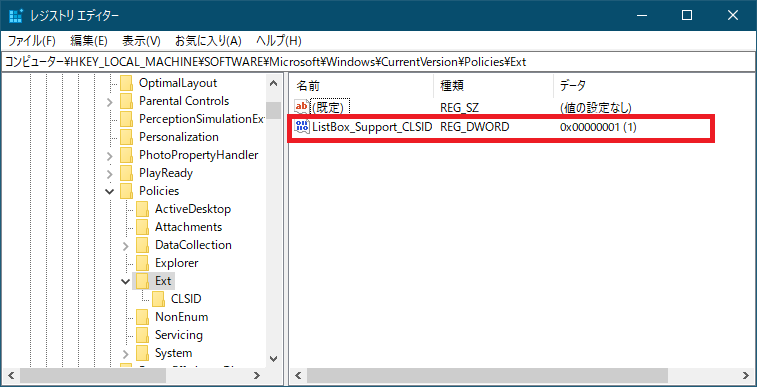 レジストリ エディター
ファイル(F) 編集(E) 表示(V) お気に入り(A) ヘルプ(H)
コンピューター¥HKEY_LOCAL_MACHINE¥SOFTWARE¥Microsoft¥Windows¥CurrentVersion¥Policies¥Ext
OptimalLayout
Parental Controls
PerceptionSimulationEx
Personalization
PhotoPropertyHandler
PlayReady
Policies
ActiveDesktop
Attachments
DataCollection
Explorer
Ext
CLSID
NonEnum
Servicing
System
名前 種類 データ
ab (既定) REG_SZ (値の設定なし)
ListBox_Support_CLSID REG_DWORD 0x00000001 (1)